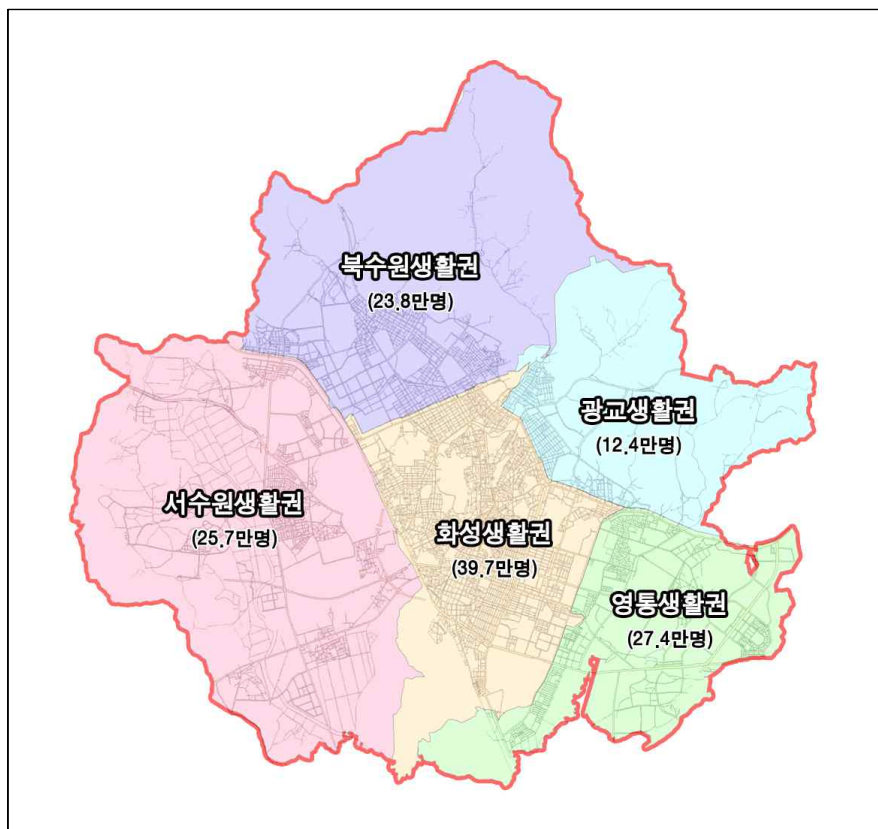 북수원생활권
(23.8만명)
광교생활권
(12.4만명)
서수원생활권
(25.7만명)
화성생활권
(39.7만명)
영통생활권
(27.4만명)